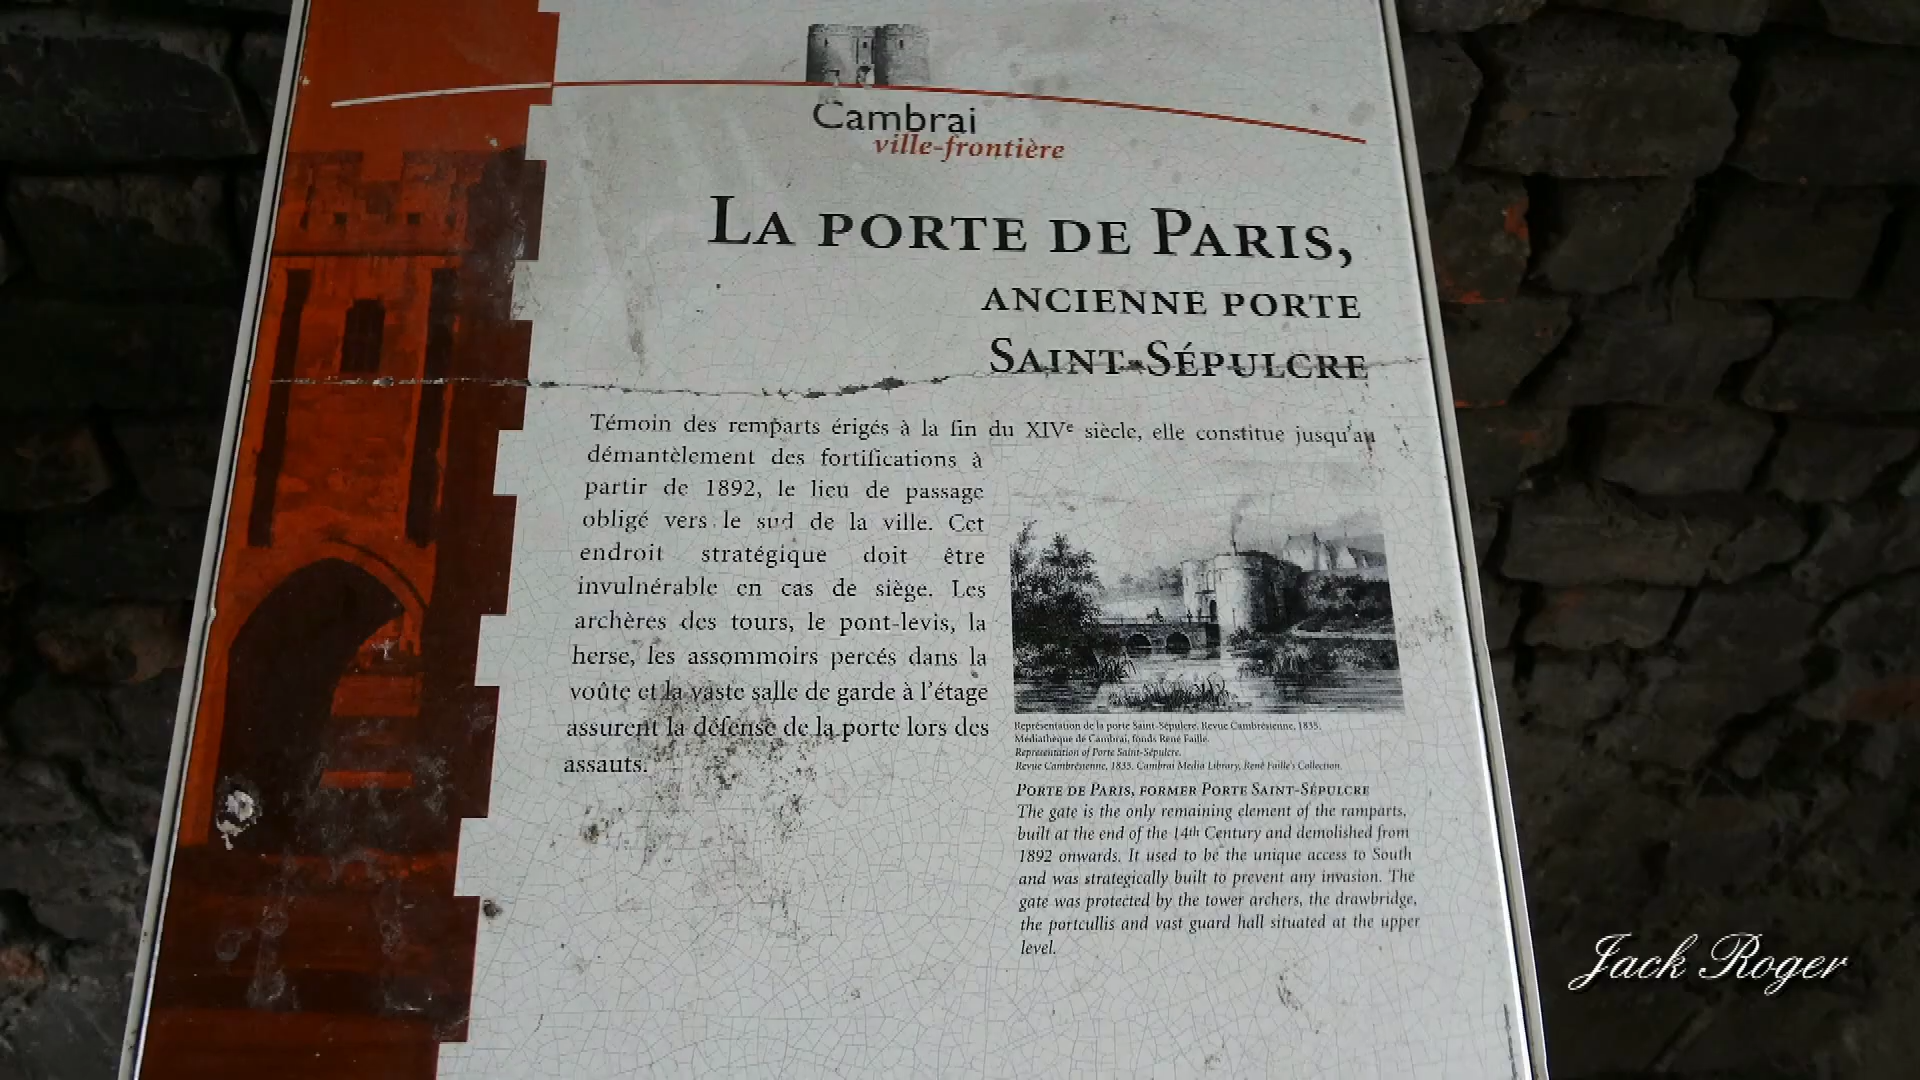 Cambrai
ville-frontière
LA PORTE DE PARIS,
ANCIENNE PORTE
SAINT-SÉPULCRE
Témoin des remparts érigés à la fin du XIVe siècle, elle constitue jusqu'au
démantèlement des fortifications à
partir de 1892, le lieu de passage
obligé vers le sud de la ville. Cet
endroit stratégique doit être
invulnérable en cas de siège. Les
archères des tours, le pont-levis, la
herse, les assommoirs percés dans la
voûte et la vaste salle de garde à l'étage
assurent la défense de la porte lors des
assauts.
Représentation de la porte Saint-Sépulcre. Revue Cambrésienne, 1835.
Médiathèque de Cambrai, fonds René Faille.
Representation of Porte Saint-Sépulcre.
Revue Cambrésienne, 1835. Cambrai Media Library, René Faille's Collection.
PORTE DE PARIS, FORMER PORTE SAINT-SÉPULCRE
The gate is the only remaining element of the ramparts,
built at the end of the 14th Century and demolished from
1892 onwards. It used to be the unique access to South
and was strategically built to prevent any invasion. The
gate was protected by the tower archers, the drawbridge,
the portcullis and vast guard hall situated at the upper
level.
Jack Roger